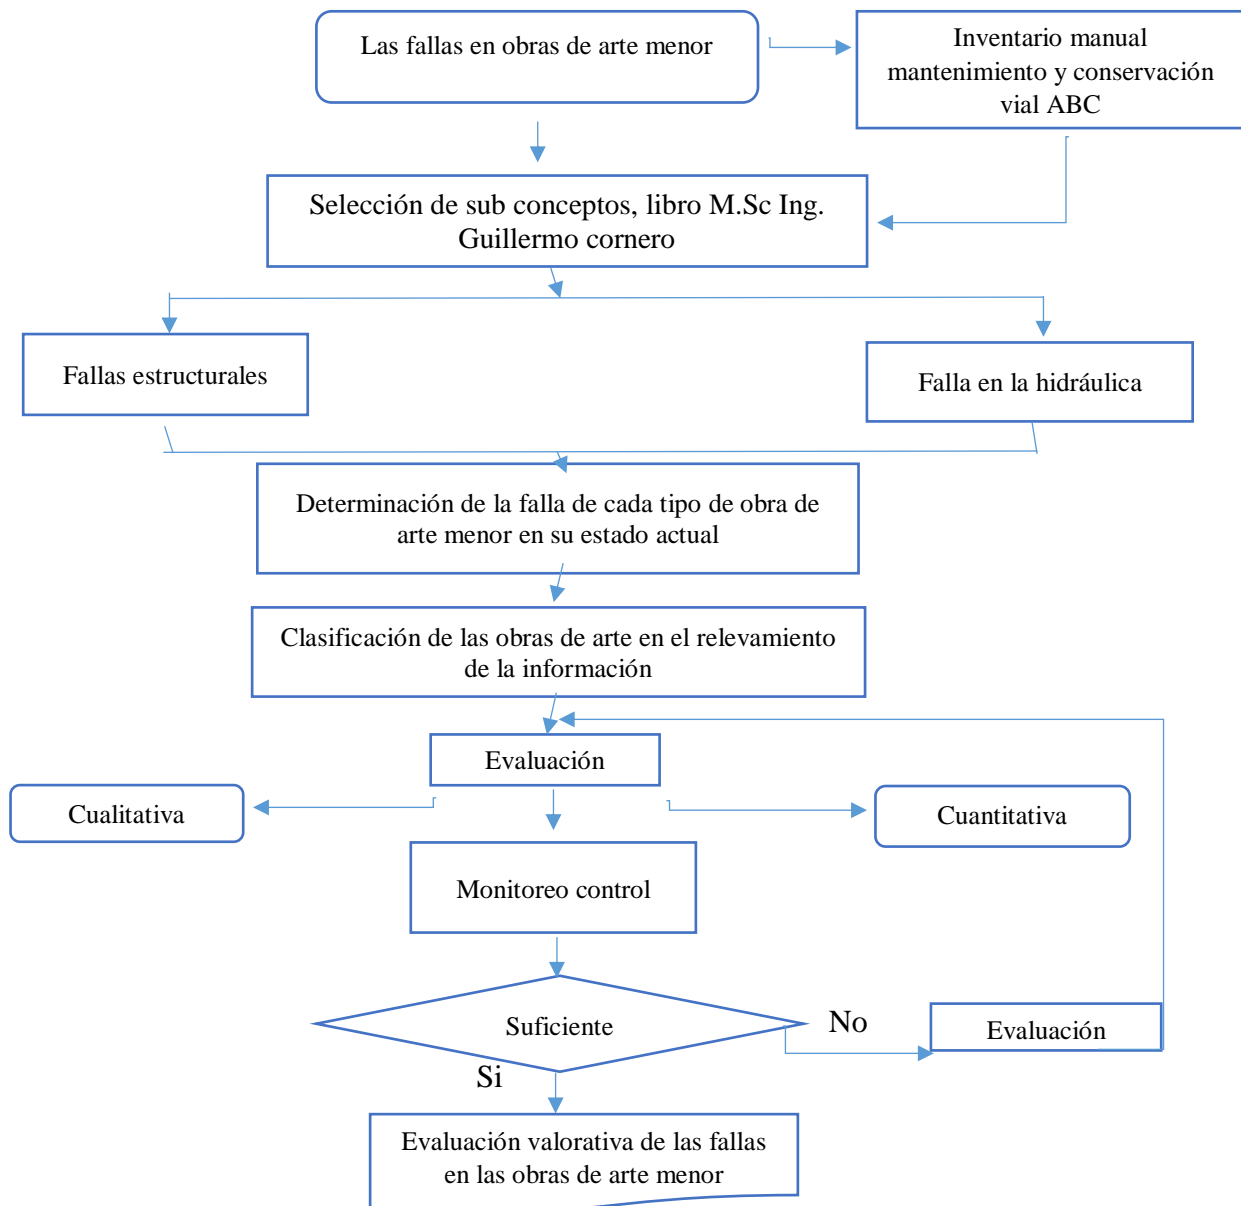 Las fallas en obras de arte menor
Inventario manual
mantenimiento y conservación
vial ABC
Selección de sub conceptos, libro M.Sc Ing.
Guillermo cornero
Fallas estructurales
Falla en la hidráulica
Determinación de la falla de cada tipo de obra de
arte menor en su estado actual
Clasificación de las obras de arte en el relevamiento
de la información
Evaluación
Cualitativa
Cuantitativa
Monitoreo control
Suficiente
No
Evaluación
Si
Evaluación valorativa de las fallas
en las obras de arte menor